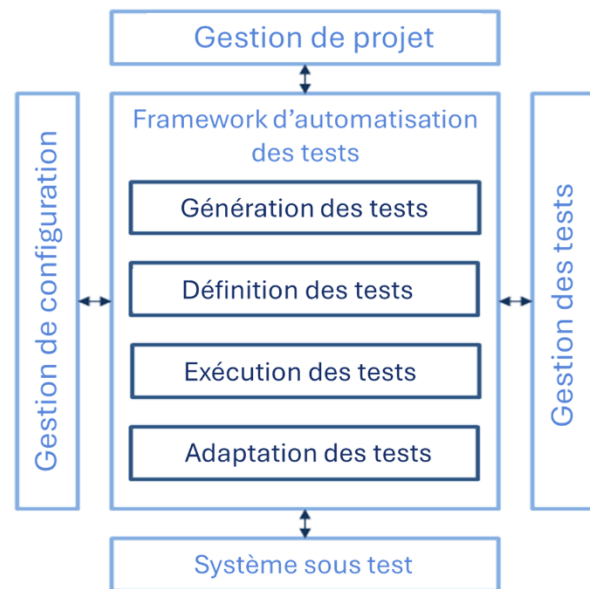 Gestion de projet
Gestion de configuration
Framework d'automatisation
des tests
Génération des tests
Définition des tests
Exécution des tests
Adaptation des tests
Gestion des tests
Système sous test